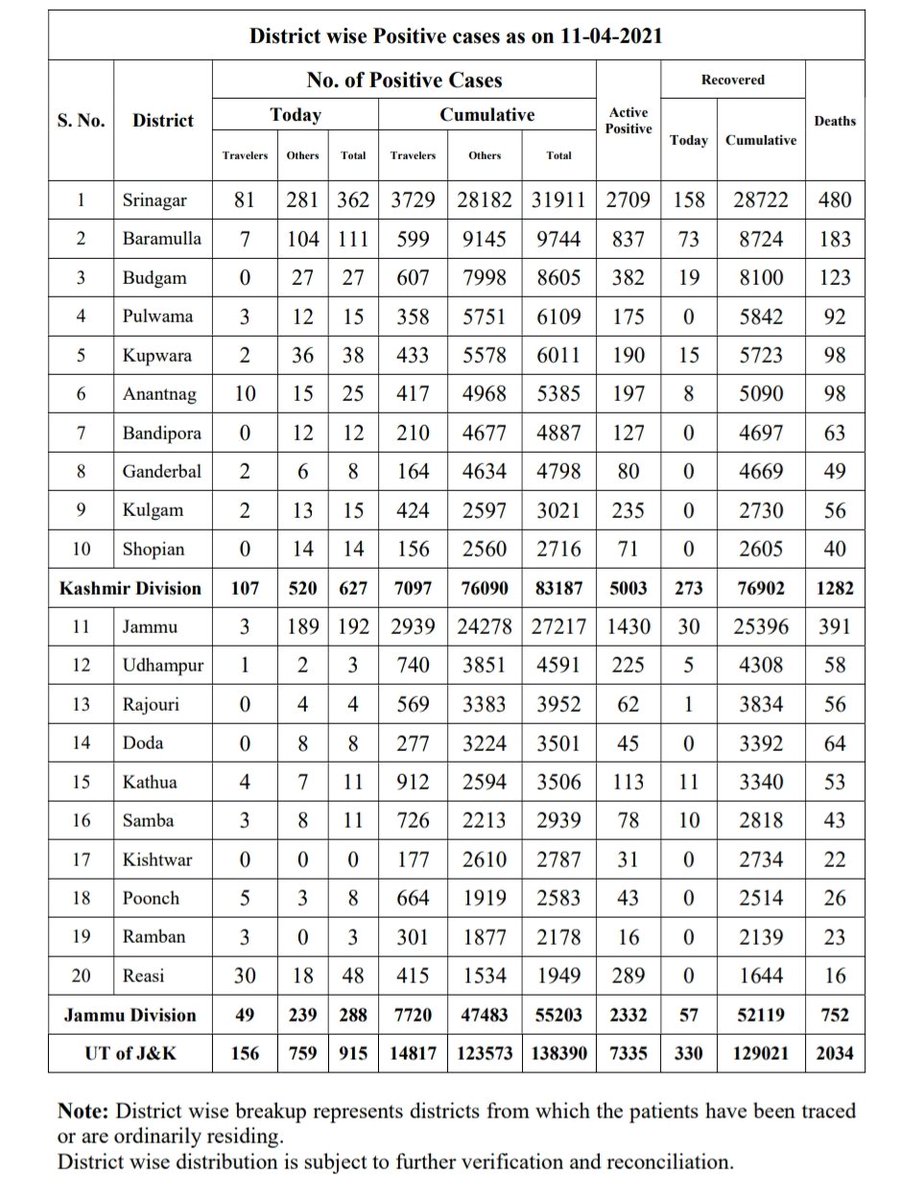 District wise Positive cases as on 11-04-2021
S. No. District No. of Positive Cases Active Positive Recovered Deaths
Today Cumulative Today Cumulative
Travelers Others Total Travelers Others Total
1 Srinagar 81 281 362 3729 28182 31911 2709 158 28722 480
2 Baramulla 7 104 111 599 9145 9744 837 73 8724 183
3 Budgam 0 27 27 607 7998 8605 382 19 8100 123
4 Pulwama 3 12 15 358 5751 6109 175 0 5842 92
5 Kupwara 2 36 38 433 5578 6011 190 15 5723 98
6 Anantnag 10 15 25 417 4968 5385 197 8 5090 98
7 Bandipora 0 12 12 210 4677 4887 127 0 4697 63
8 Ganderbal 2 6 8 164 4634 4798 80 0 4669 49
9 Kulgam 2 13 15 424 2597 3021 235 0 2730 56
10 Shopian 0 14 14 156 2560 2716 71 0 2605 40
Kashmir Division 107 520 627 7097 76090 83187 5003 273 76902 1282
11 Jammu 3 189 192 2939 24278 27217 1430 30 25396 391
12 Udhampur 1 2 3 740 3851 4591 225 5 4308 58
13 Rajouri 0 4 4 569 3383 3952 62 1 3834 56
14 Doda 0 8 8 277 3224 3501 45 0 3392 64
15 Kathua 4 7 11 912 2594 3506 113 11 3340 53
16 Samba 3 8 11 726 2213 2939 78 10 2818 43
17 Kishtwar 0 0 0 177 2610 2787 31 0 2734 22
18 Poonch 5 3 8 664 1919 2583 43 0 2514 26
19 Ramban 3 0 3 301 1877 2178 16 0 2139 23
20 Reasi 30 18 48 415 1534 1949 289 0 1644 16
Jammu Division 49 239 288 7720 47483 55203 2332 57 52119 752
UT of J&K 156 759 915 14817 123573 138390 7335 330 129021 2034
Note: District wise breakup represents districts from which the patients have been traced
or are ordinarily residing.
District wise distribution is subject to further verification and reconciliation.